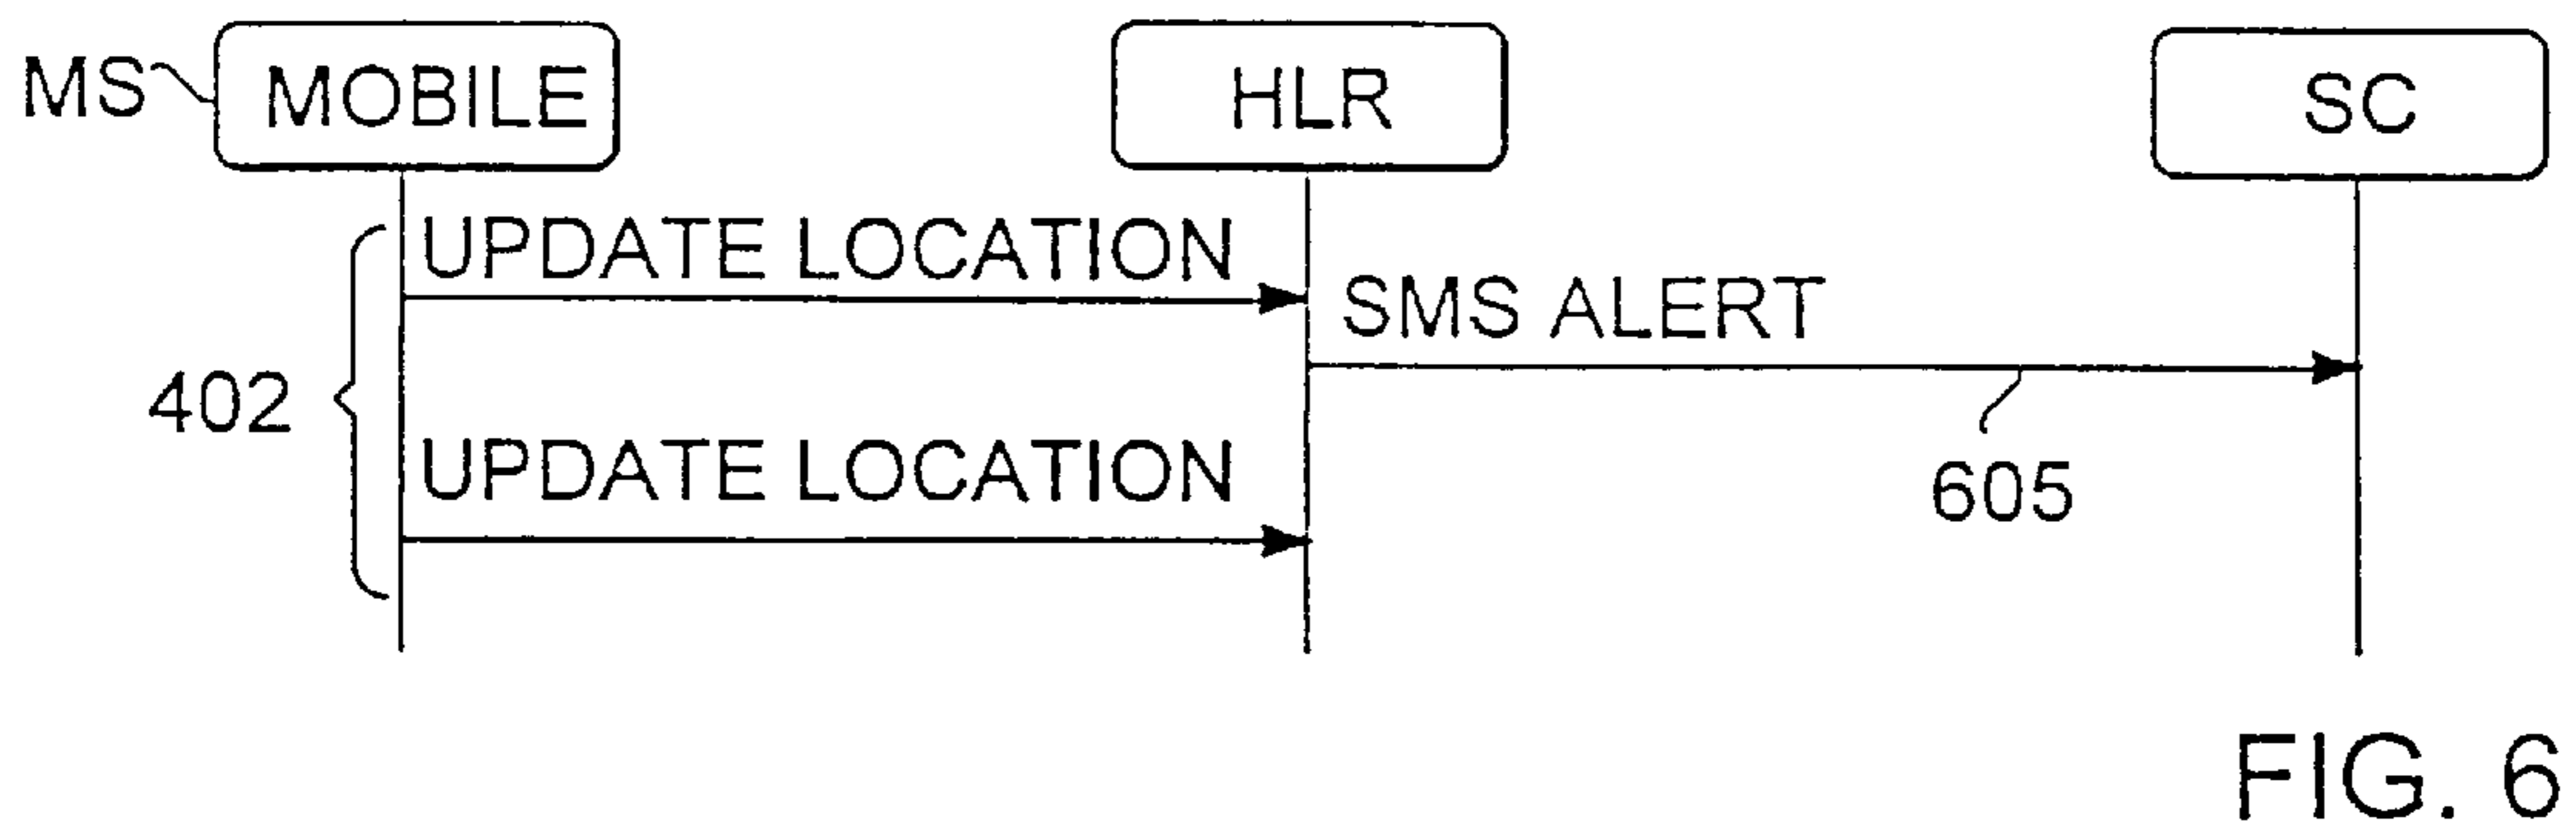 MS
MOBILE
HLR
SC
UPDATE LOCATION
SMS ALERT
402
UPDATE LOCATION
605
FIG. 6